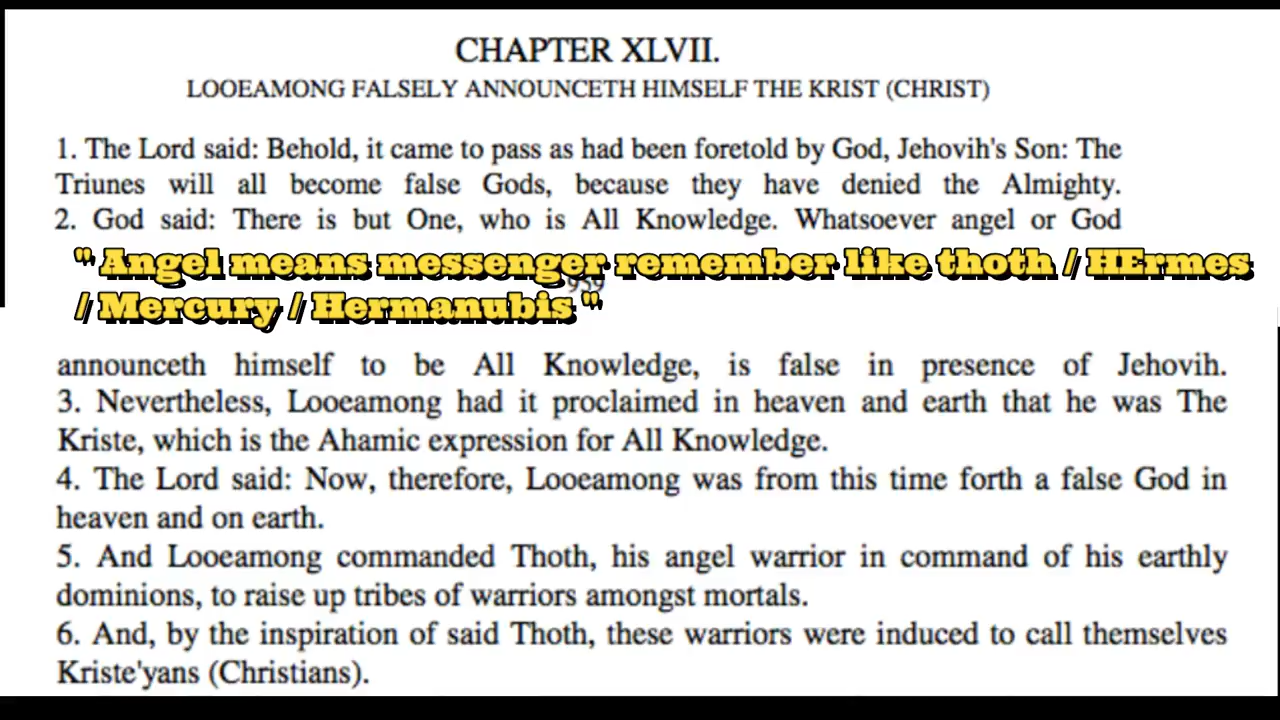 CHAPTER XLVII.
LOOEAMONG FALSELY ANNOUNCETH HIMSELF THE KRIST (CHRIST)
1. The Lord said: Behold, it came to pass as had been foretold by God, Jehovih's Son: The
Triunes will all become false Gods, because they have denied the Almighty.
2. God said: There is but One, who is All Knowledge. Whatsoever angel or God
" Angel means messenger remember like thoth / HErmes
/ Mercury / Hermanubis "
959
announceth himself to be All Knowledge, is false in presence of Jehovih.
3. Nevertheless, Looeamong had it proclaimed in heaven and earth that he was The
Kriste, which is the Ahamic expression for All Knowledge.
4. The Lord said: Now, therefore, Looeamong was from this time forth a false God in
heaven and on earth.
5. And Looeamong commanded Thoth, his angel warrior in command of his earthly
dominions, to raise up tribes of warriors amongst mortals.
6. And, by the inspiration of said Thoth, these warriors were induced to call themselves
Kriste'yans (Christians).